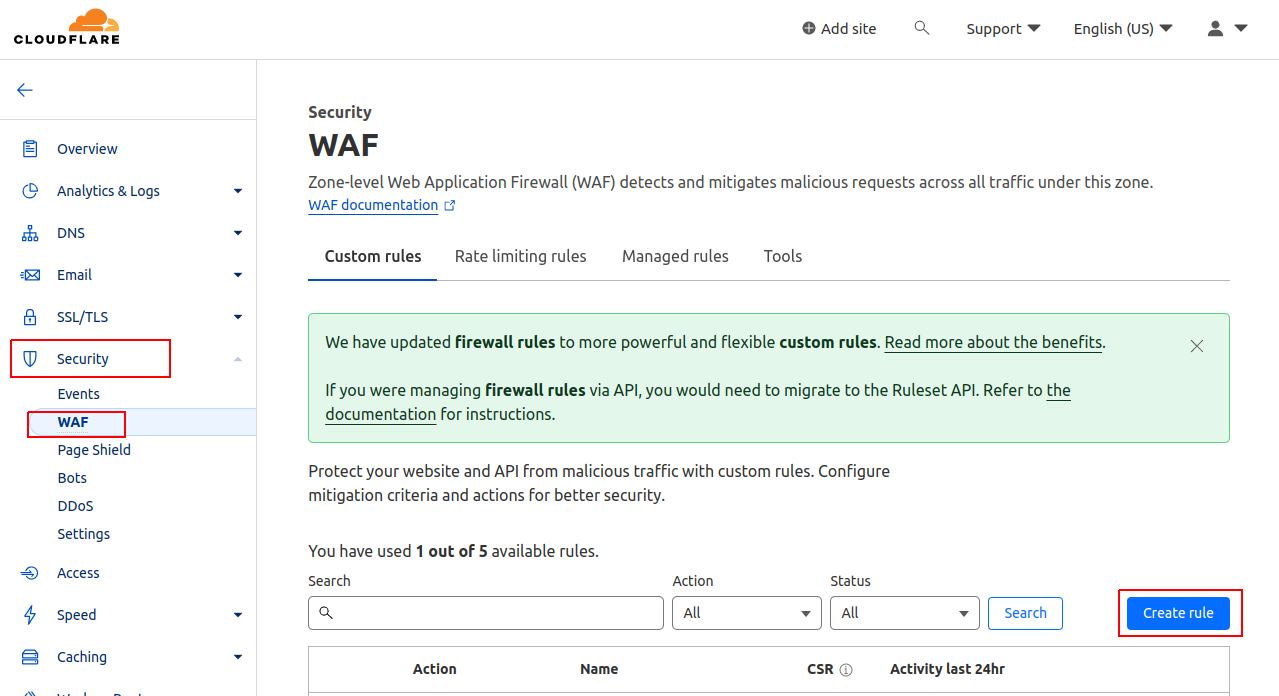 CLOUDFLARE
Add site
Support
English (US)
Overview
Analytics & Logs
DNS
Email
SSL/TLS
Security
Events
WAF
Page Shield
Bots
DDoS
Settings
Access
Speed
Caching
Security
WAF
Zone-level Web Application Firewall (WAF) detects and mitigates malicious requests across all traffic under this zone.
WAF documentation
Custom rules
Rate limiting rules
Managed rules
Tools
We have updated firewall rules to more powerful and flexible custom rules. Read more about the benefits.
If you were managing firewall rules via API, you would need to migrate to the Ruleset API. Refer to the
documentation for instructions.
Protect your website and API from malicious traffic with custom rules. Configure
mitigation criteria and actions for better security.
You have used 1 out of 5 available rules.
Search
Action
Status
All
All
Search
Create rule
Action
Name
CSR
Activity last 24hr